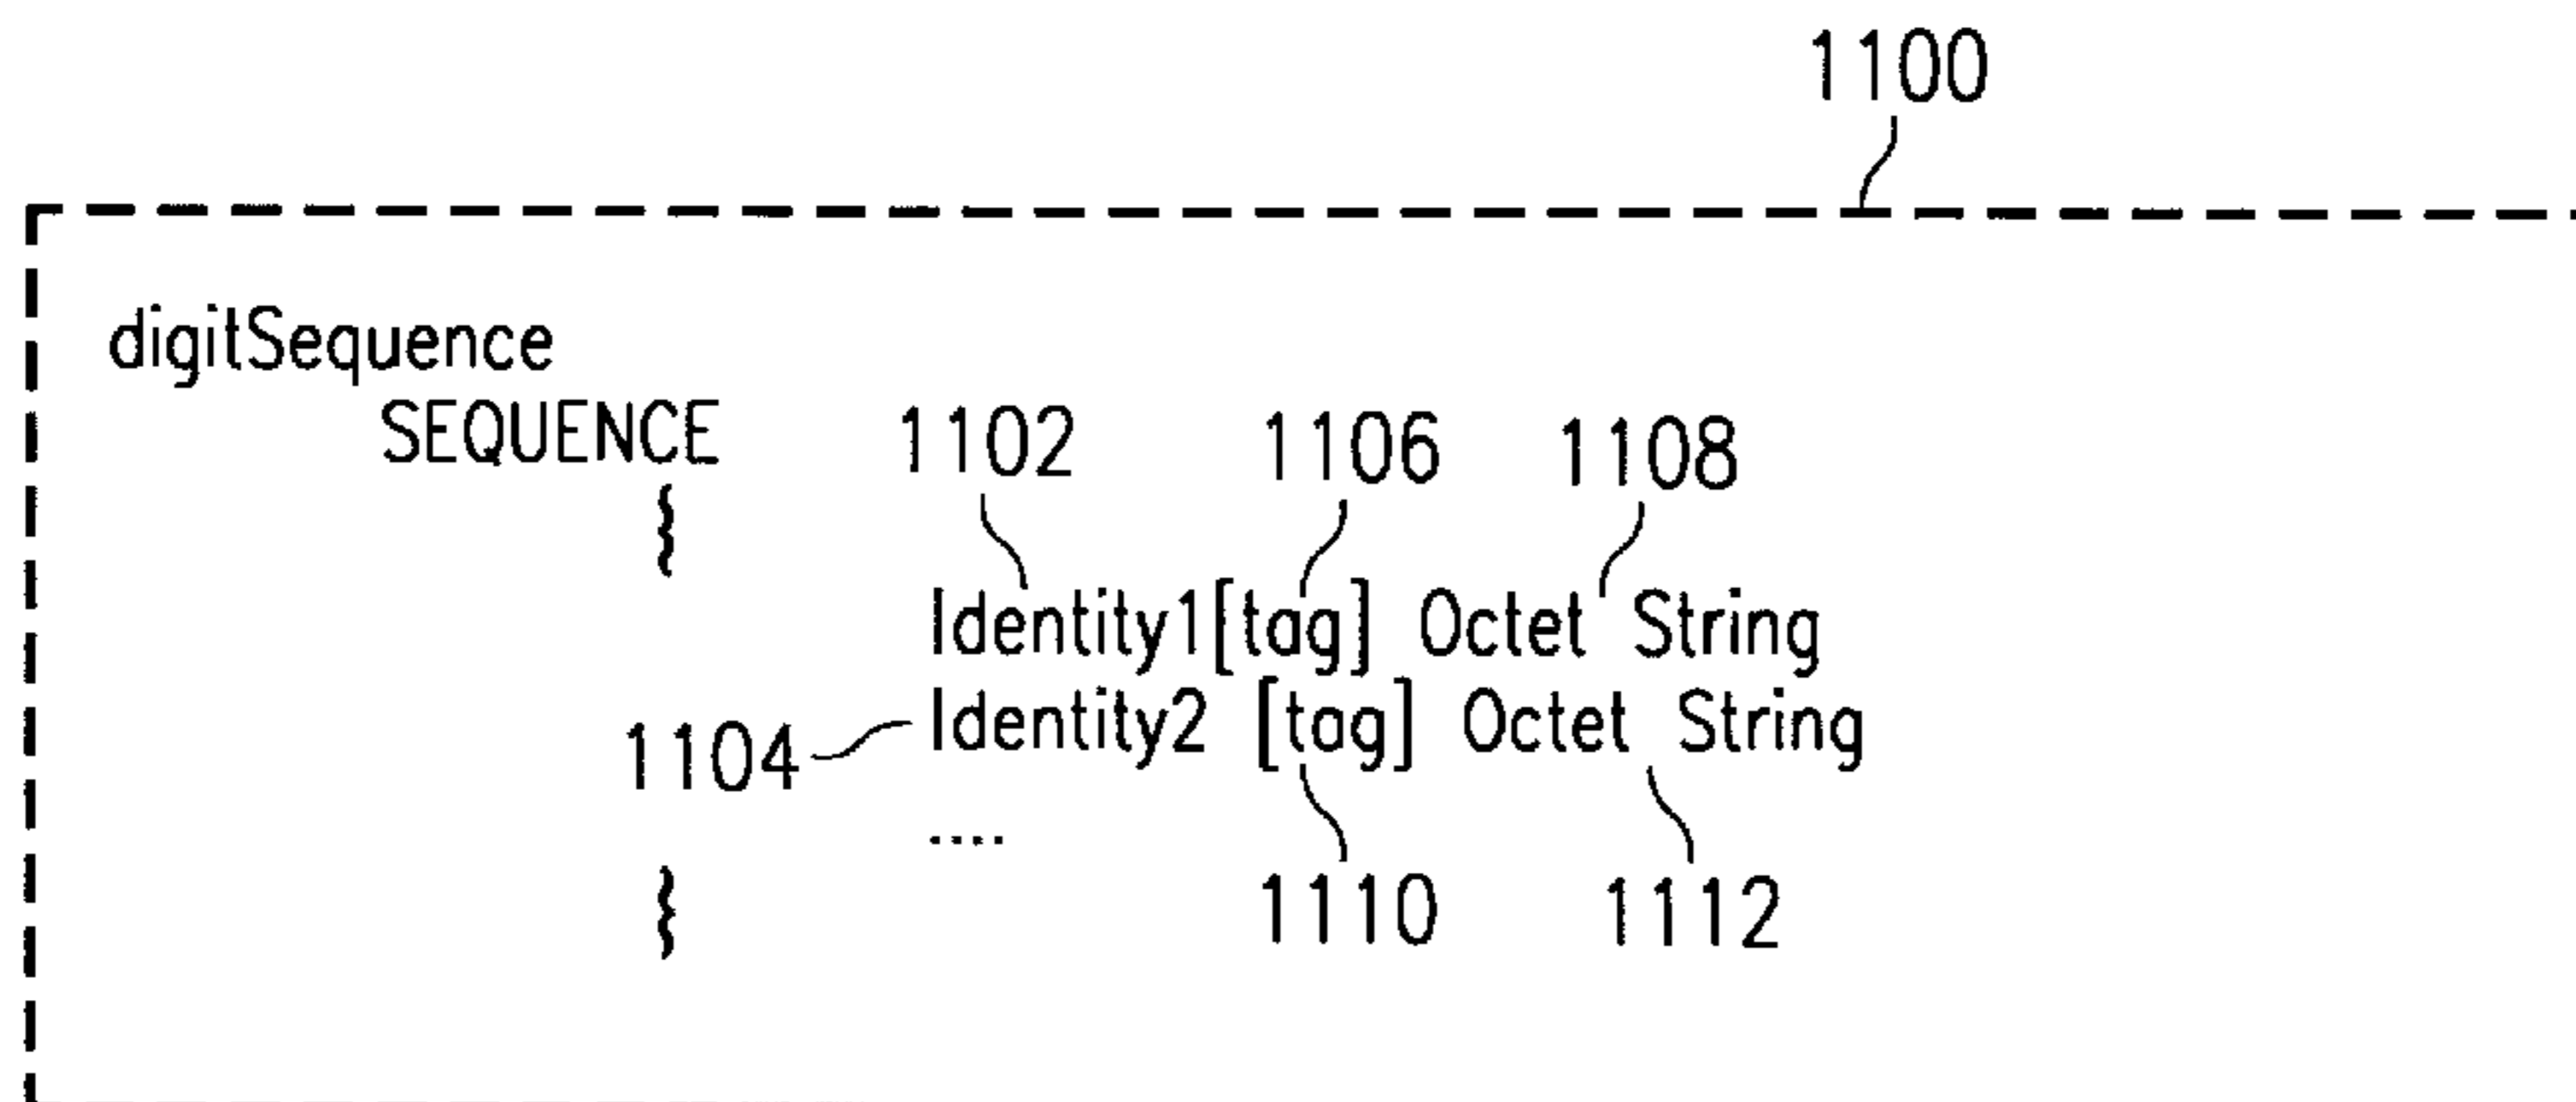 1100
digitSequence
SEQUENCE
1102 1106 1108
{
Identity1[tag] Octet String
Identity2 [tag] Octet String
1104
....
}
1110 1112